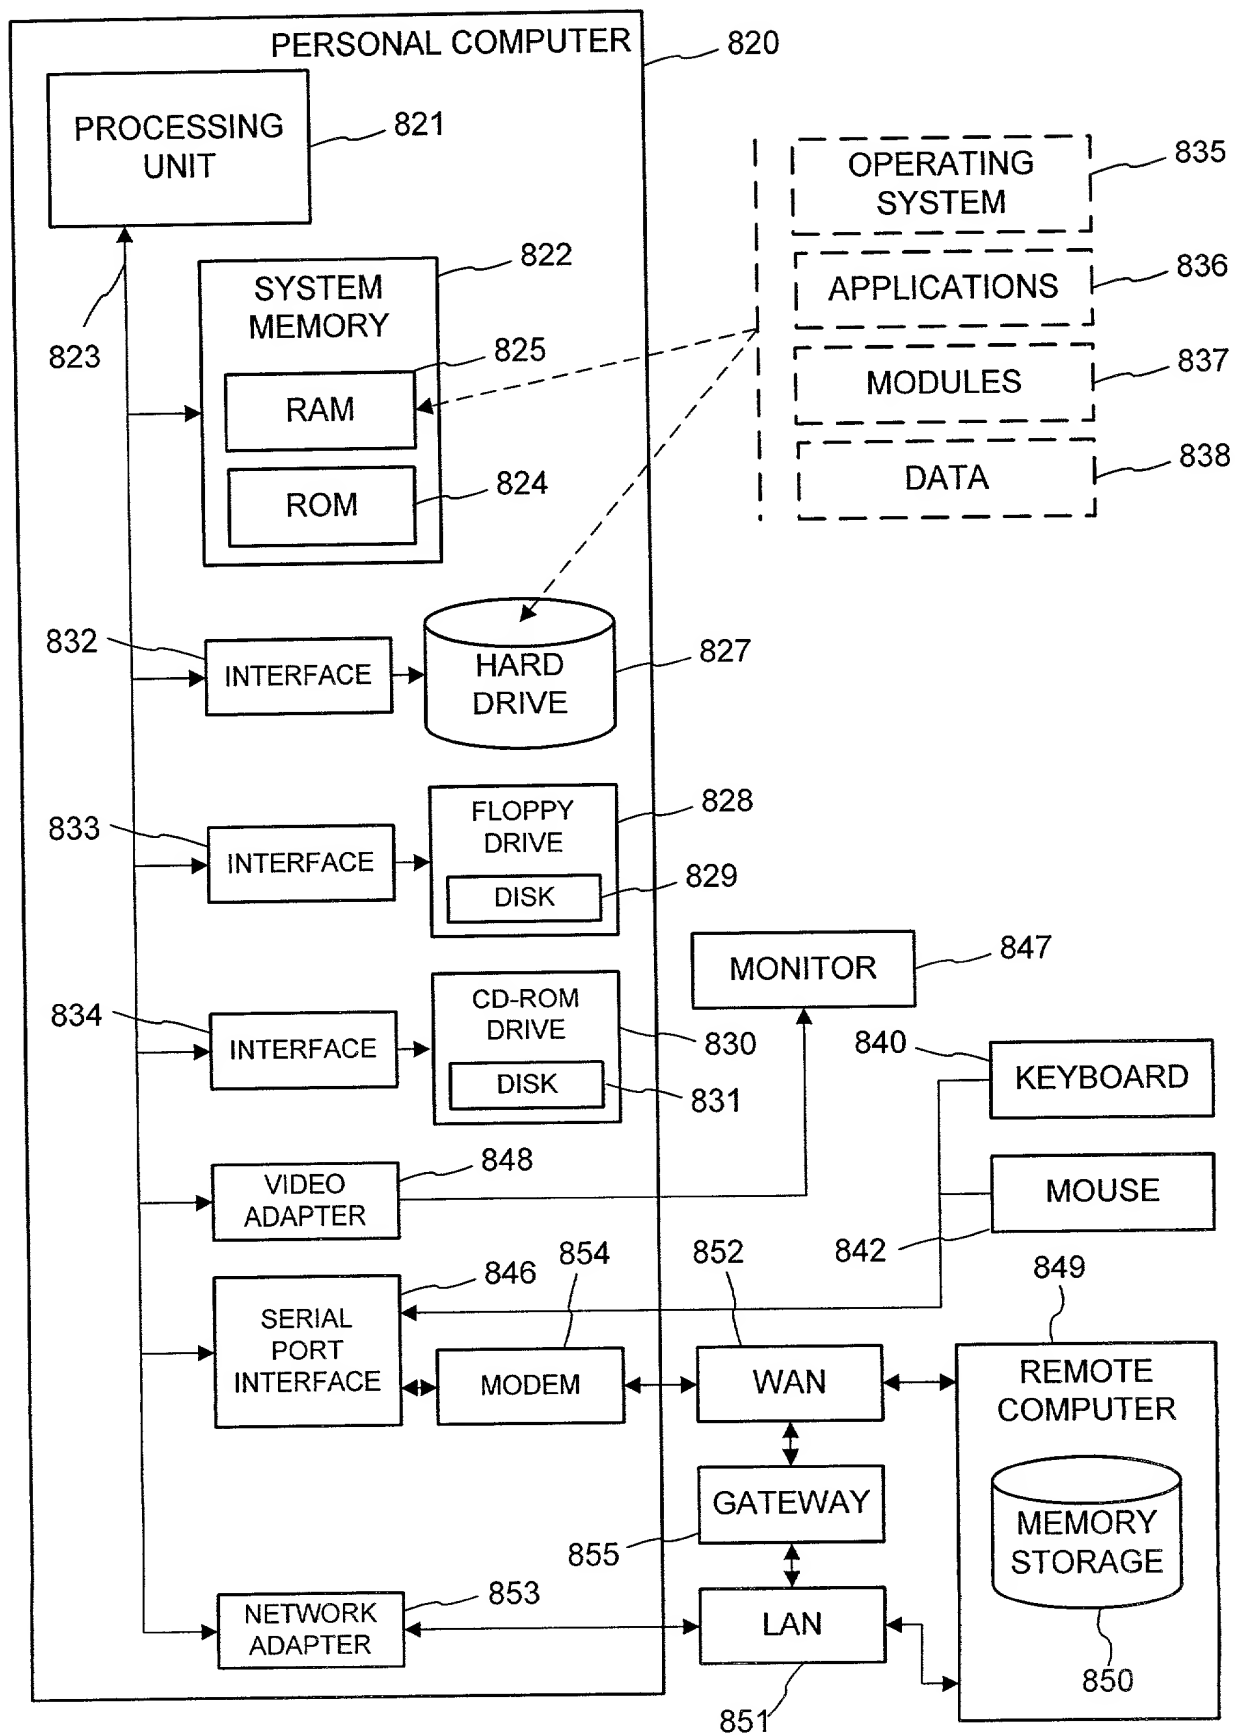 PERSONAL COMPUTER
820
PROCESSING
UNIT
821
823
SYSTEM
MEMORY
822
825
RAM
824
ROM
OPERATING
SYSTEM
835
APPLICATIONS
836
MODULES
837
DATA
838
832
INTERFACE
HARD
DRIVE
827
833
INTERFACE
FLOPPY
DRIVE
828
DISK
829
834
INTERFACE
CD-ROM
DRIVE
830
DISK
831
MONITOR
847
840
KEYBOARD
MOUSE
842
VIDEO
ADAPTER
848
846
SERIAL
PORT
INTERFACE
854
MODEM
852
WAN
849
REMOTE
COMPUTER
GATEWAY
855
MEMORY
STORAGE
850
NETWORK
ADAPTER
853
LAN
851